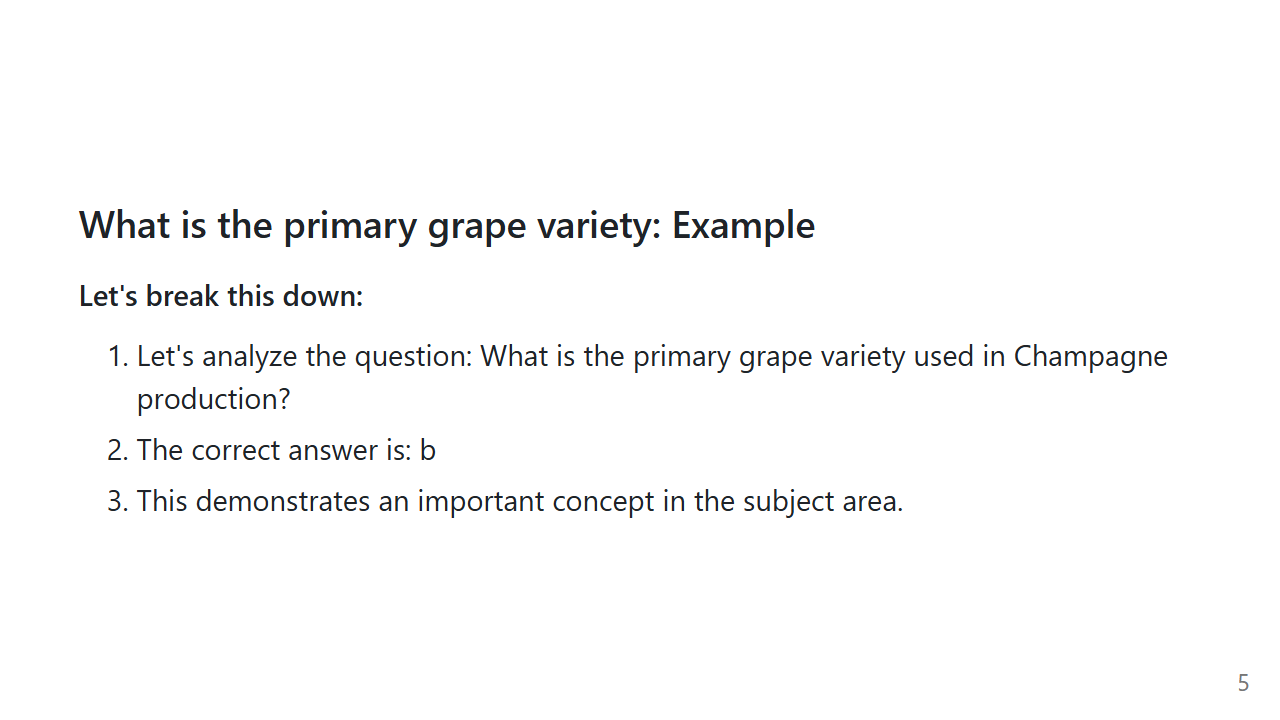 What is the primary grape variety: Example
Let's break this down:
1. Let's analyze the question: What is the primary grape variety used in Champagne
production?
2. The correct answer is: b
3. This demonstrates an important concept in the subject area.
5